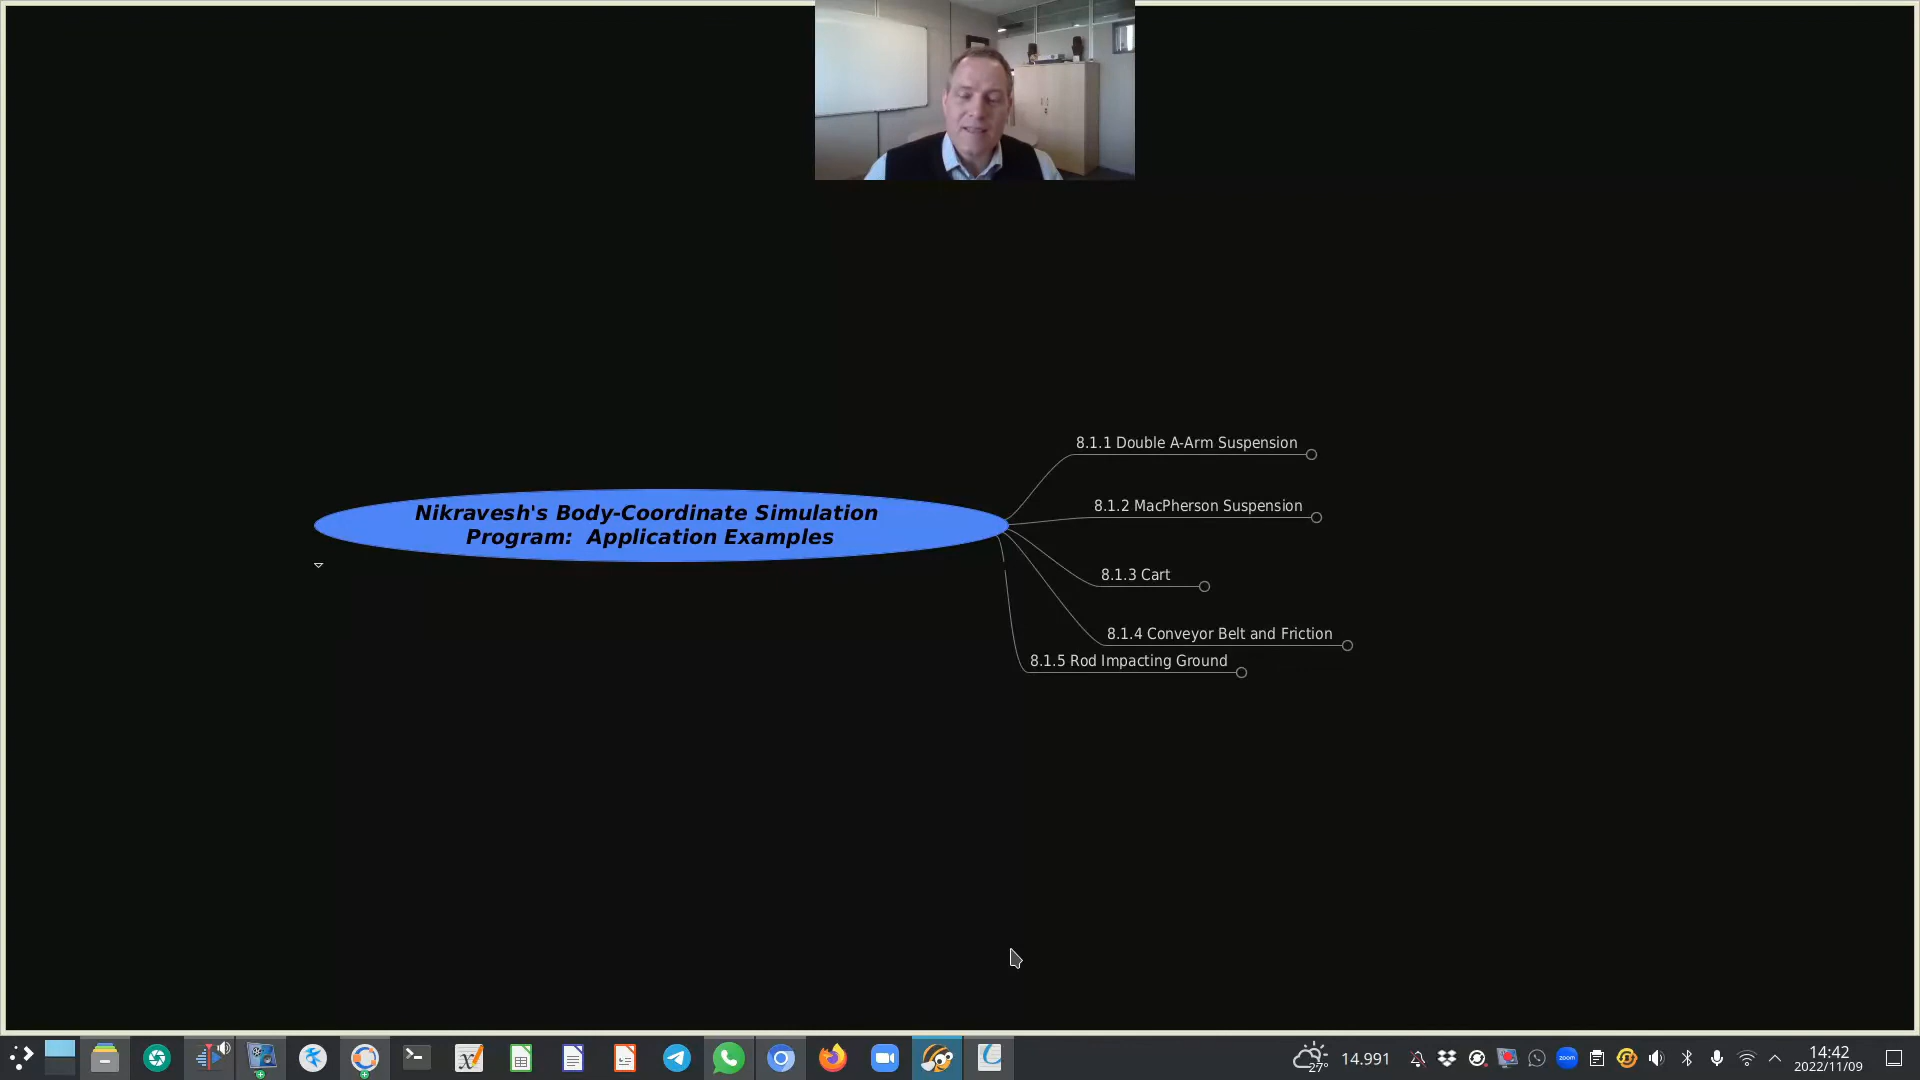 8.1.1 Double A-Arm Suspension
8.1.2 MacPherson Suspension
Nikravesh's Body-Coordinate Simulation
Program:  Application Examples
8.1.3 Cart
8.1.4 Conveyor Belt and Friction
8.1.5 Rod Impacting Ground
27°
14.991
zoom
14:42
2022/11/09